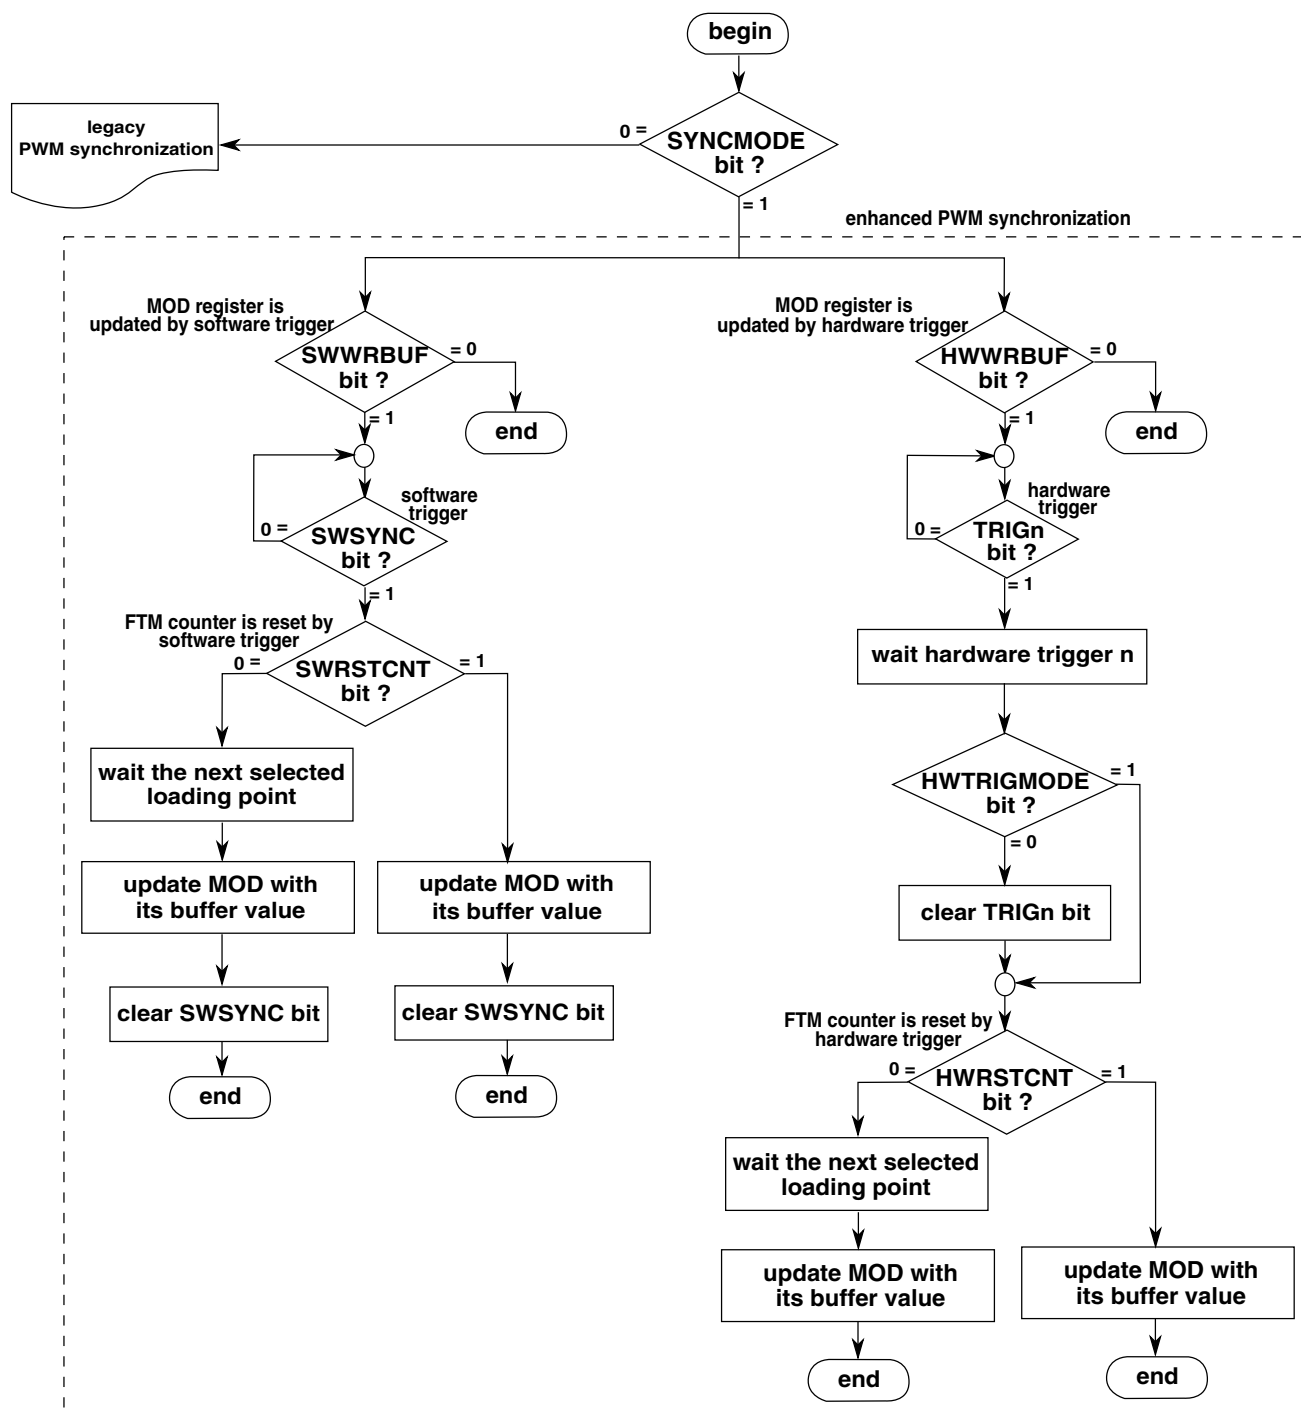 begin
legacy
PWM synchronization
0 =
SYNCMODE
bit ?
= 1
enhanced PWM synchronization
MOD register is
updated by software trigger
SWWRBUF
bit ?
= 0
end
= 1
software
trigger
0 =
SWSYNC
bit ?
= 1
FTM counter is reset by
software trigger
0 =
SWRSTCNT
bit ?
= 1
wait the next selected
loading point
update MOD with
its buffer value
clear SWSYNC bit
end
update MOD with
its buffer value
clear SWSYNC bit
end
MOD register is
updated by hardware trigger
HWWRBUF
bit ?
= 0
end
= 1
hardware
trigger
0 =
TRIGn
bit ?
= 1
wait hardware trigger n
HWTRIGMODE
bit ?
= 1
= 0
clear TRIGn bit
FTM counter is reset by
hardware trigger
0 =
HWRSTCNT
bit ?
= 1
wait the next selected
loading point
update MOD with
its buffer value
end
update MOD with
its buffer value
end